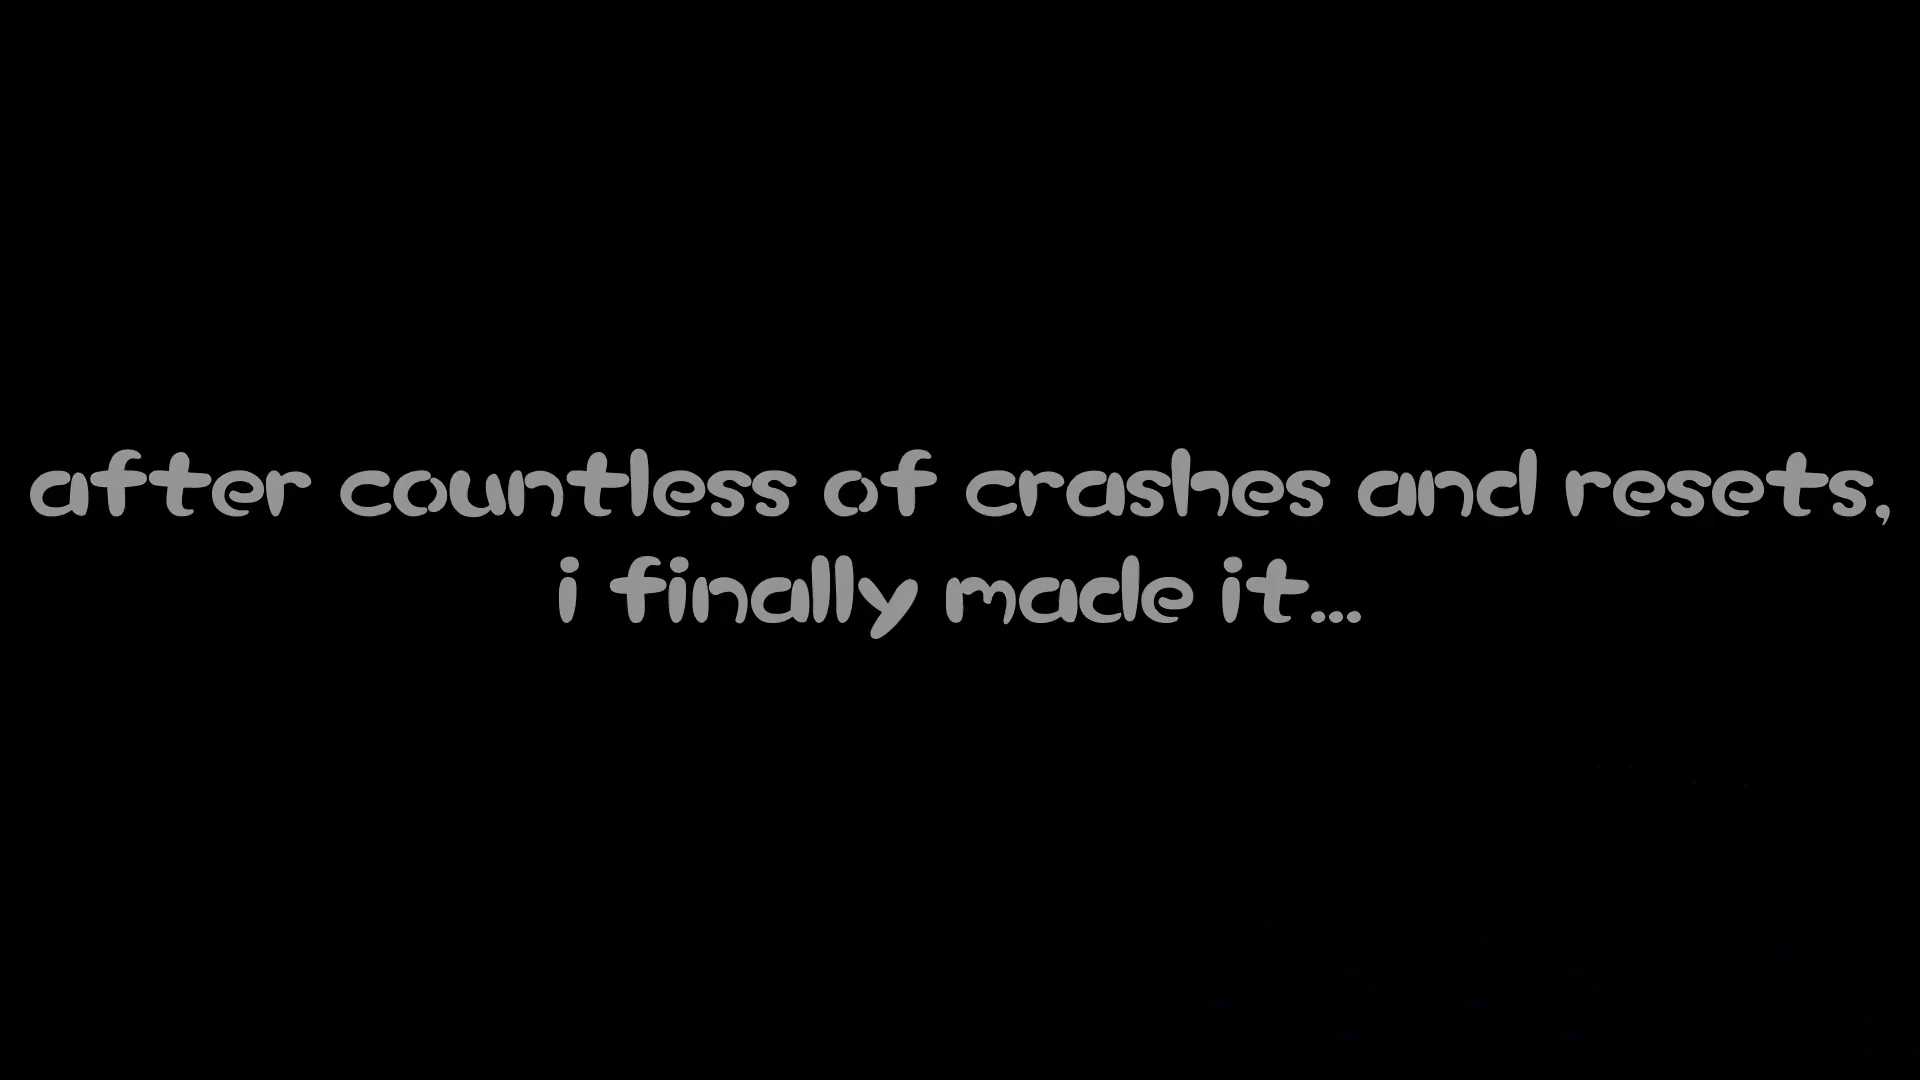 after countless of crashes and resets,
i finally made it...